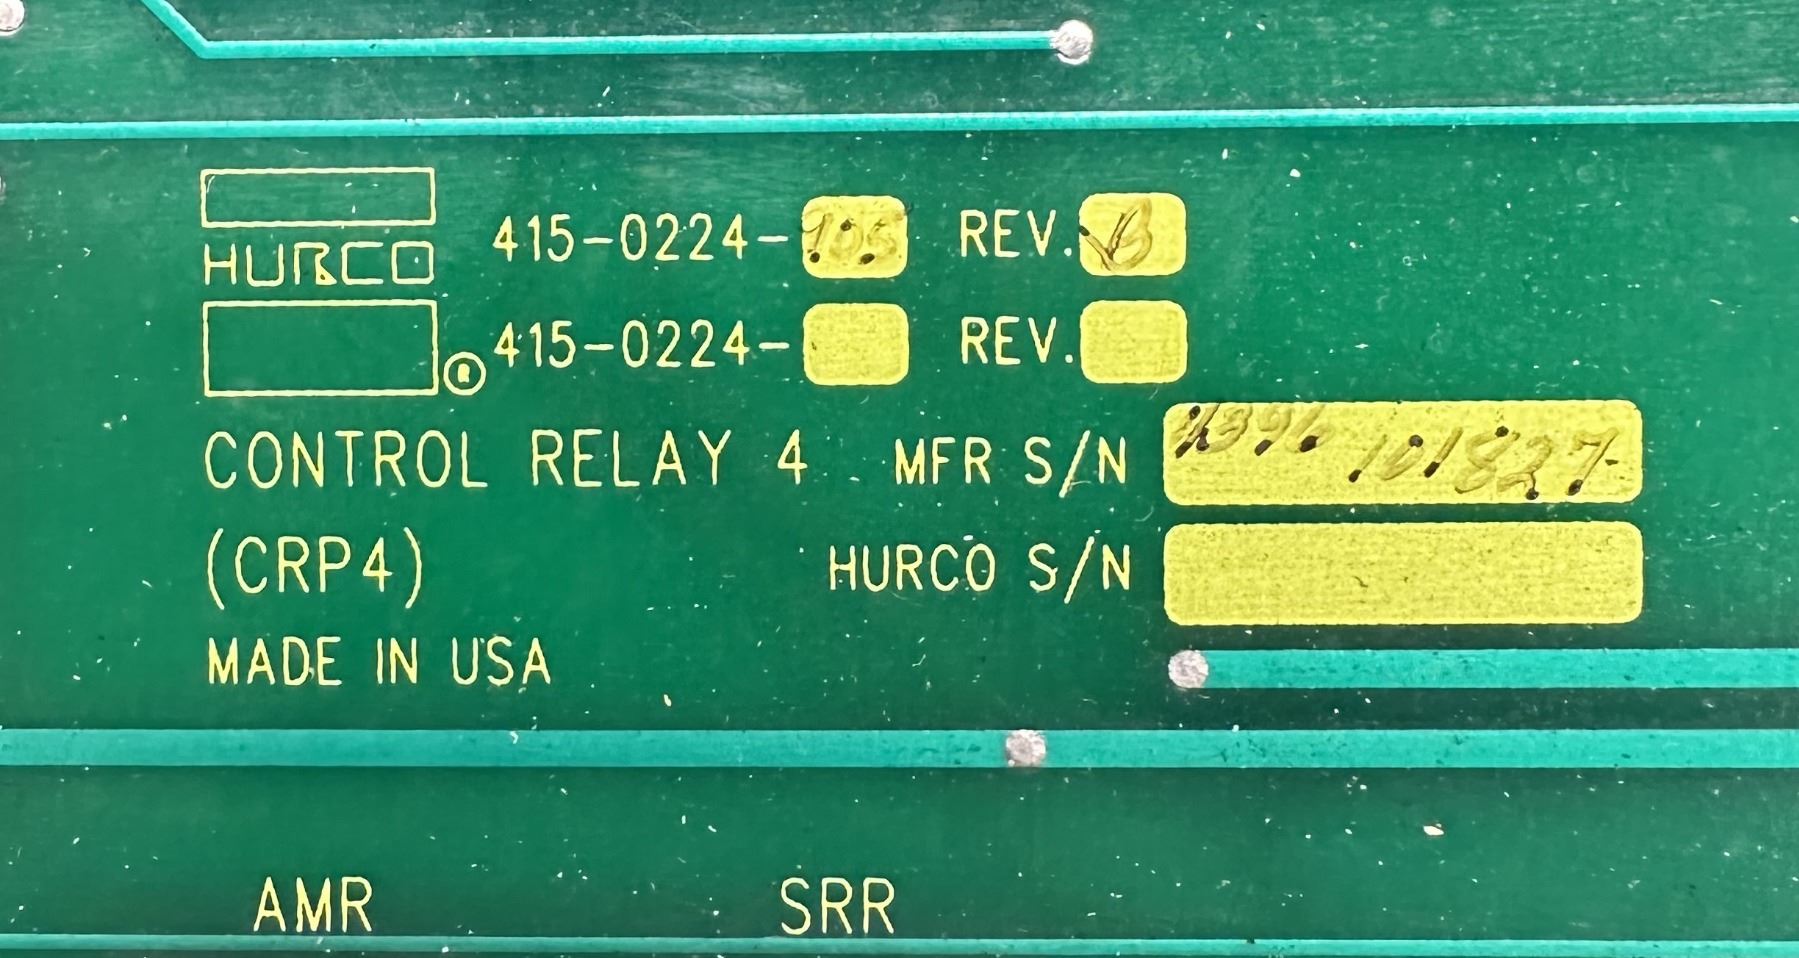 HURCO
415-0224-105 REV. B
® 415-0224- REV.
CONTROL RELAY 4 MFR S/N 4396 101827
(CRP4) HURCO S/N
MADE IN USA
AMR SRR